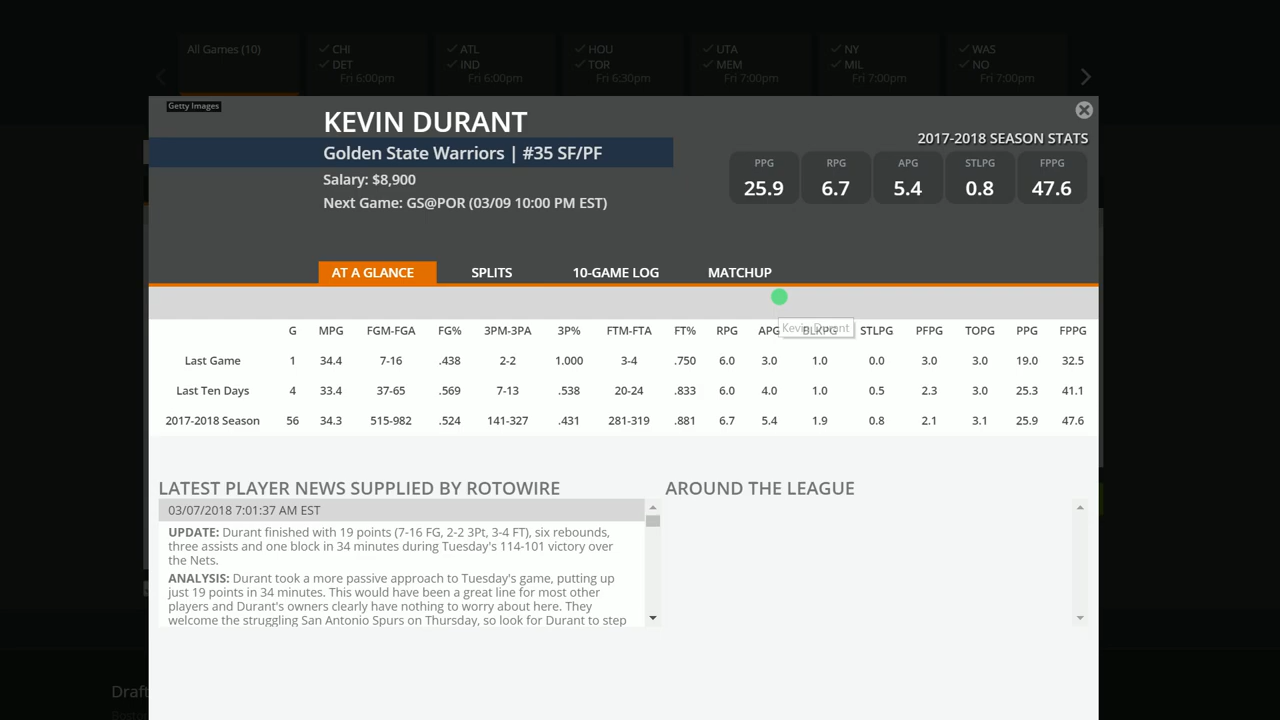 All Games (10)
CHI
DET
Fri 6:00pm
ATL
IND
Fri 6:00pm
HOU
TOR
Fri 6:30pm
UTA
MEM
Fri 7:00pm
NY
MIL
Fri 7:00pm
WAS
NO
Fri 7:00pm
Getty Images
KEVIN DURANT
Golden State Warriors | #35 SF/PF
Salary: $8,900
Next Game: GS@POR (03/09 10:00 PM EST)
2017-2018 SEASON STATS
PPG RPG APG STLPG FPPG
25.9 6.7 5.4 0.8 47.6
AT A GLANCE SPLITS 10-GAME LOG MATCHUP
Kevin Durant
G MPG FGM-FGA FG% 3PM-3PA 3P% FTM-FTA FT% RPG APG BLKPG STLPG PFPG TOPG PPG FPPG
Last Game 1 34.4 7-16 .438 2-2 1.000 3-4 .750 6.0 3.0 1.0 0.0 3.0 3.0 19.0 32.5
Last Ten Days 4 33.4 37-65 .569 7-13 .538 20-24 .833 6.0 4.0 1.0 0.5 2.3 3.0 25.3 41.1
2017-2018 Season 56 34.3 515-982 .524 141-327 .431 281-319 .881 6.7 5.4 1.9 0.8 2.1 3.1 25.9 47.6
LATEST PLAYER NEWS SUPPLIED BY ROTOWIRE
03/07/2018 7:01:37 AM EST
UPDATE: Durant finished with 19 points (7-16 FG, 2-2 3Pt, 3-4 FT), six rebounds,
three assists and one block in 34 minutes during Tuesday's 114-101 victory over
the Nets.
ANALYSIS: Durant took a more passive approach to Tuesday's game, putting up
just 19 points in 34 minutes. This would have been a great line for most other
players and Durant's owners clearly have nothing to worry about here. They
welcome the struggling San Antonio Spurs on Thursday, so look for Durant to step
AROUND THE LEAGUE
Draft